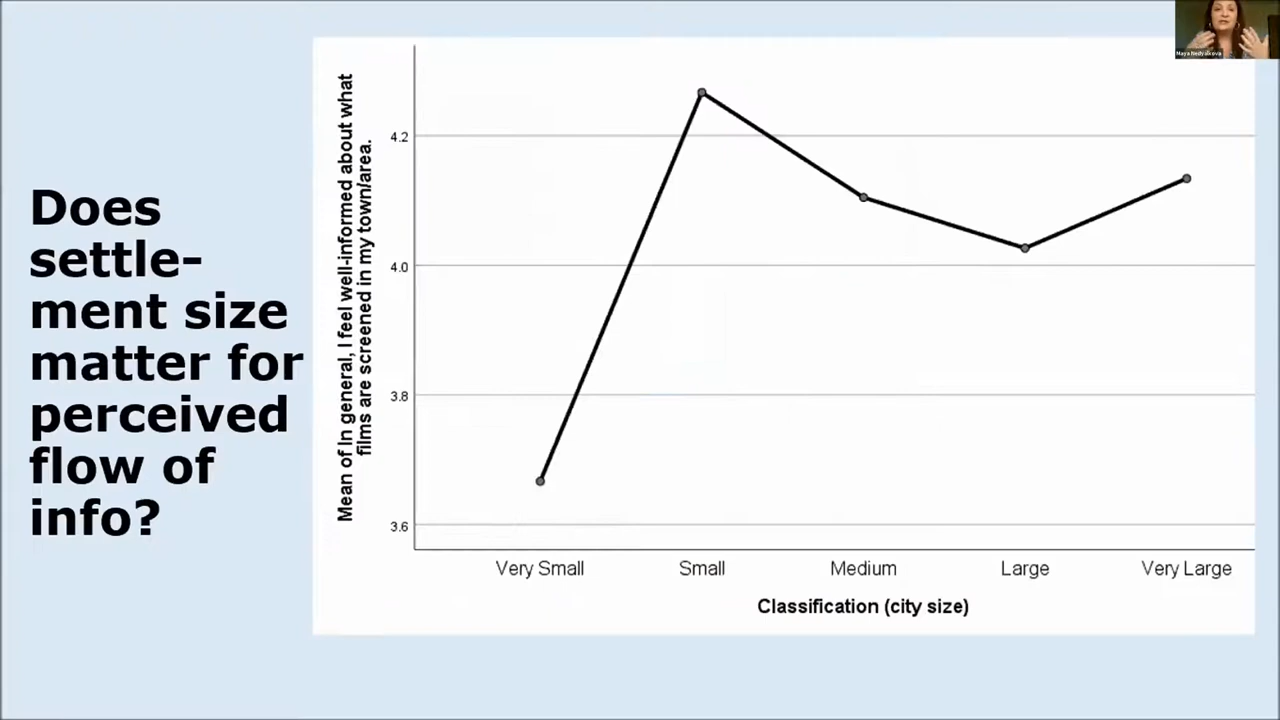 Does
settle-
ment size
matter for
perceived
flow of
info?
Mean of In general, I feel well-informed about what
films are screened in my town/area.
4.2
4.0
3.8
3.6
Very Small Small Medium Large Very Large
Classification (city size)
Maya Nedyalkova